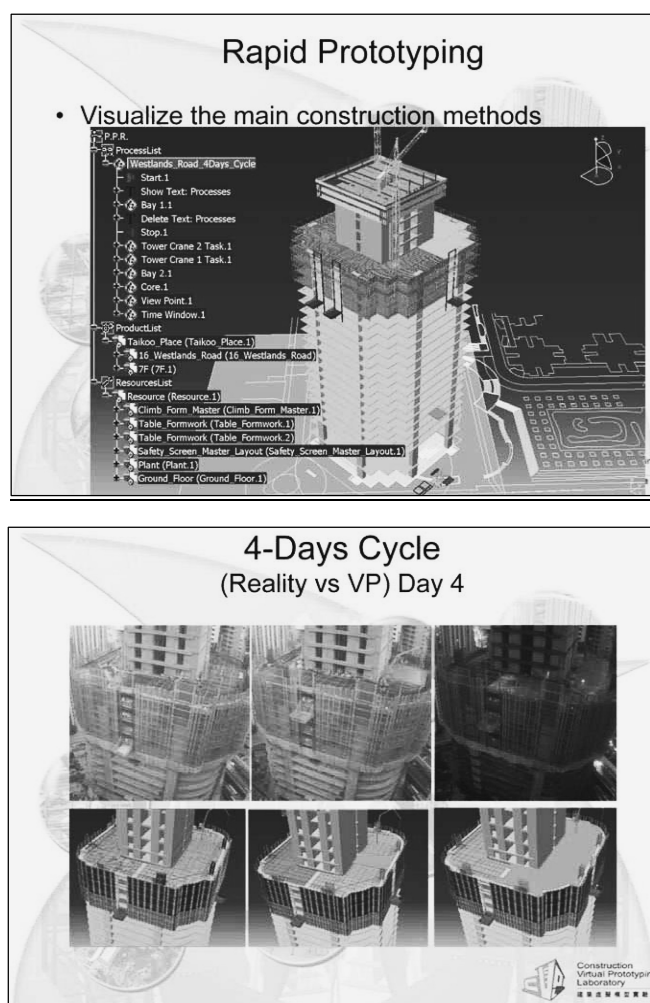 Rapid Prototyping
• Visualize the main construction methods
P.P.R.
ProcessList
Westlands_Road_4Days_Cycle
Start.1
Show Text: Processes
Bay 1.1
Delete Text: Processes
Stop.1
Tower Crane 2 Task.1
Tower Crane 1 Task.1
Bay 2.1
Core.1
View Point.1
Time Window.1
ProductList
Taikoo_Place (Taikoo_Place.1)
16_Westlands_Road (16_Westlands_Road)
7F (7F.1)
ResourcesList
Resource (Resource.1)
Climb_Form_Master (Climb_Form_Master.1)
Table_Formwork (Table_Formwork.1)
Table_Formwork (Table_Formwork.2)
Safety_Screen_Master_Layout (Safety_Screen_Master_Layout.1)
Plant (Plant.1)
Ground_Floor (Ground_Floor.1)
4-Days Cycle
(Reality vs VP) Day 4
Construction
Virtual Prototypin
Laboratory